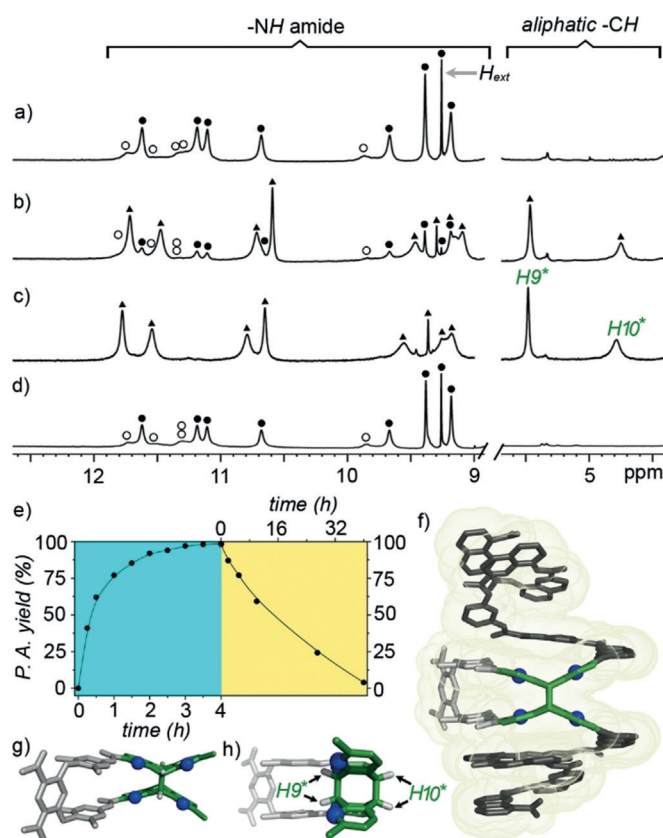 -NH amide
aliphatic -CH
a)
H_ext
b)
H9*
H10*
c)
d)
12
11
10
9
5
ppm
e)
time (h)
0 16 32
f)
P. A. yield (%)
100
75
50
25
0
100
75
50
25
0
0 1 2 3 4
time (h)
g)
h)
H9*
H10*